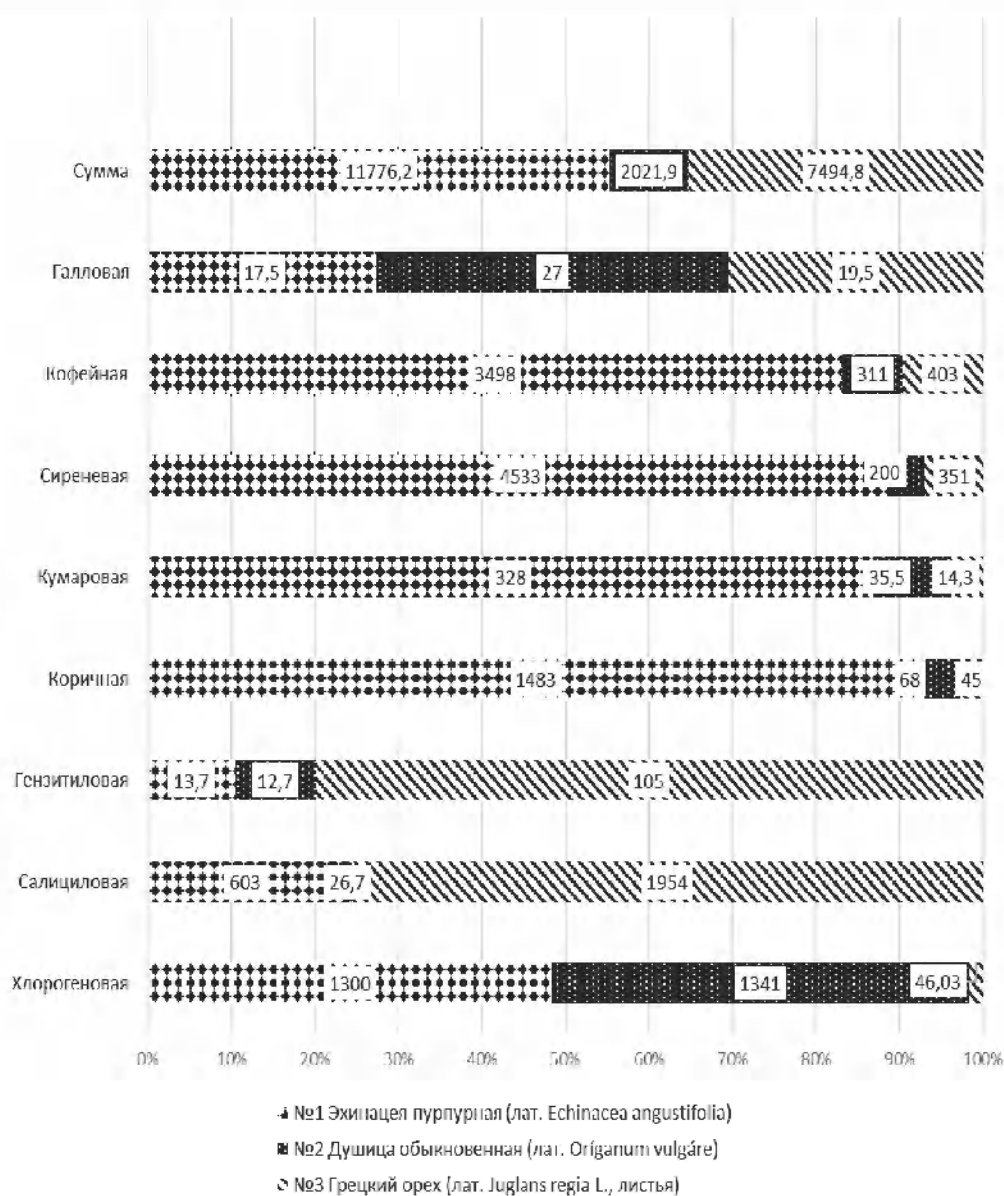 Сумма 11776,2 2021,9 7494,8
Галловая 17,5 27 19,5
Кофейная 3498 311 403
Сиреневая 4533 200 351
Кумаровая 328 35,5 14,3
Коричная 1483 68 45
Гензитиловая 13,7 12,7 105
Салициловая 603 26,7 1954
Хлорогеновая 1300 1341 46,03
0% 10% 20% 30% 40% 50% 60% 70% 80% 90% 100%
№1 Эхинацея пурпурная (лат. Echinacea angustifolia)
№2 Душица обыкновенная (лат. Oríganum vulgáre)
№3 Грецкий орех (лат. Juglans regia L., листья)